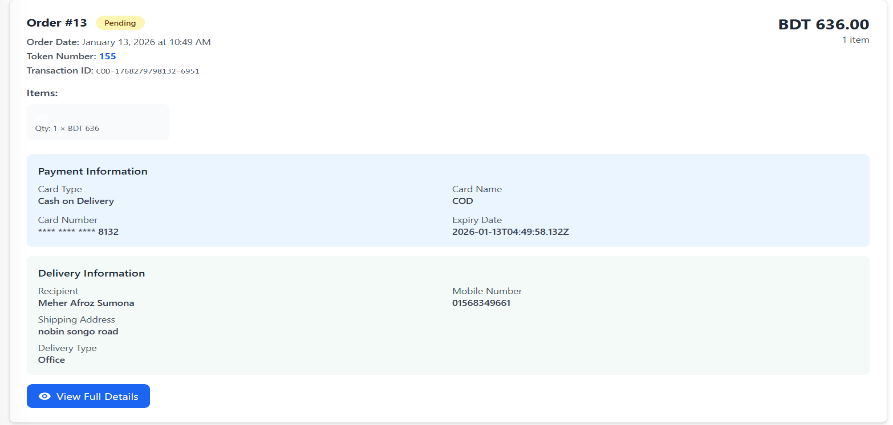 Order #13 Pending
BDT 636.00
Order Date: January 13, 2026 at 10:49 AM
1 item
Token Number: 155
Transaction ID: COD-1768279798132-6951
Items:
Qty: 1 × BDT 636
Payment Information
Card Type
Cash on Delivery
Card Name
COD
Card Number
**** **** **** 8132
Expiry Date
2026-01-13T04:49:58.132Z
Delivery Information
Recipient
Meher Afroz Sumona
Mobile Number
01568349661
Shipping Address
nobin songo road
Delivery Type
Office
View Full Details